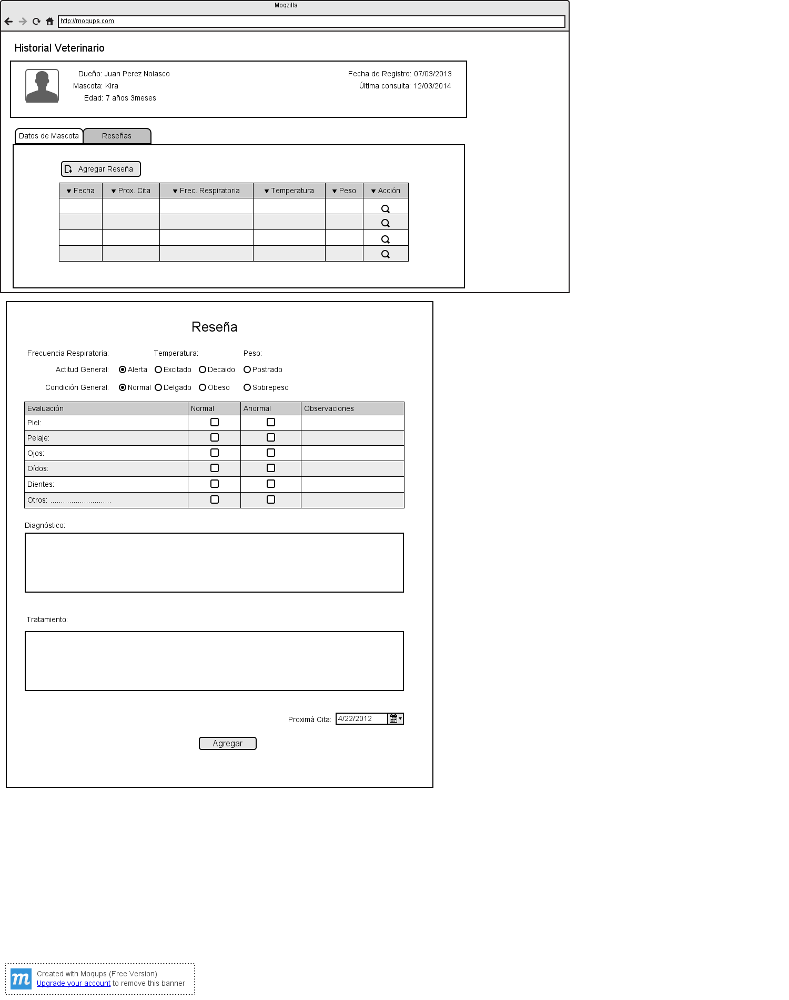 Moqzilla
http://moqups.com
Historial Veterinario
Dueño: Juan Perez Nolasco
Fecha de Registro: 07/03/2013
Mascota: Kira
Última consulta: 12/03/2014
Edad: 7 años 3meses
Datos de Mascota Reseñas
Agregar Reseña
Fecha Prox. Cita Frec. Respiratoria Temperatura Peso Acción
Reseña
Frecuencia Respiratoria: Temperatura: Peso:
Actitud General: Alerta Excitado Decaido Postrado
Condición General: Normal Delgado Obeso Sobrepeso
Evaluación Normal Anormal Observaciones
Piel:
Pelaje:
Ojos:
Oídos:
Dientes:
Otros: .............................
Diagnóstico:
Tratamiento:
Proximá Cita: 4/22/2012
Agregar
m
Created with Moqups (Free Version)
Upgrade your account to remove this banner